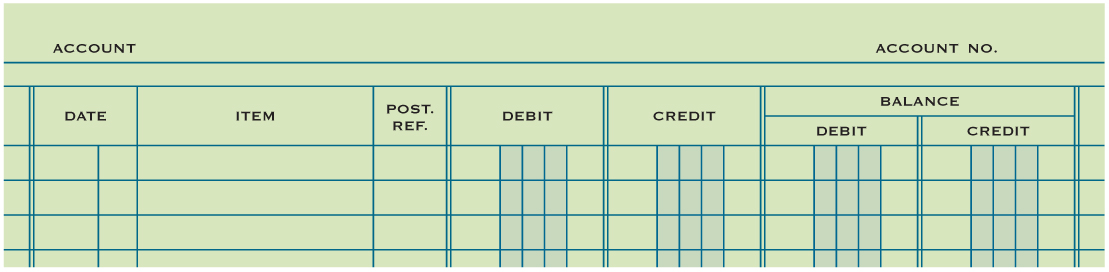 ACCOUNT ACCOUNT NO.
DATE ITEM POST. REF. DEBIT CREDIT BALANCE
DEBIT CREDIT